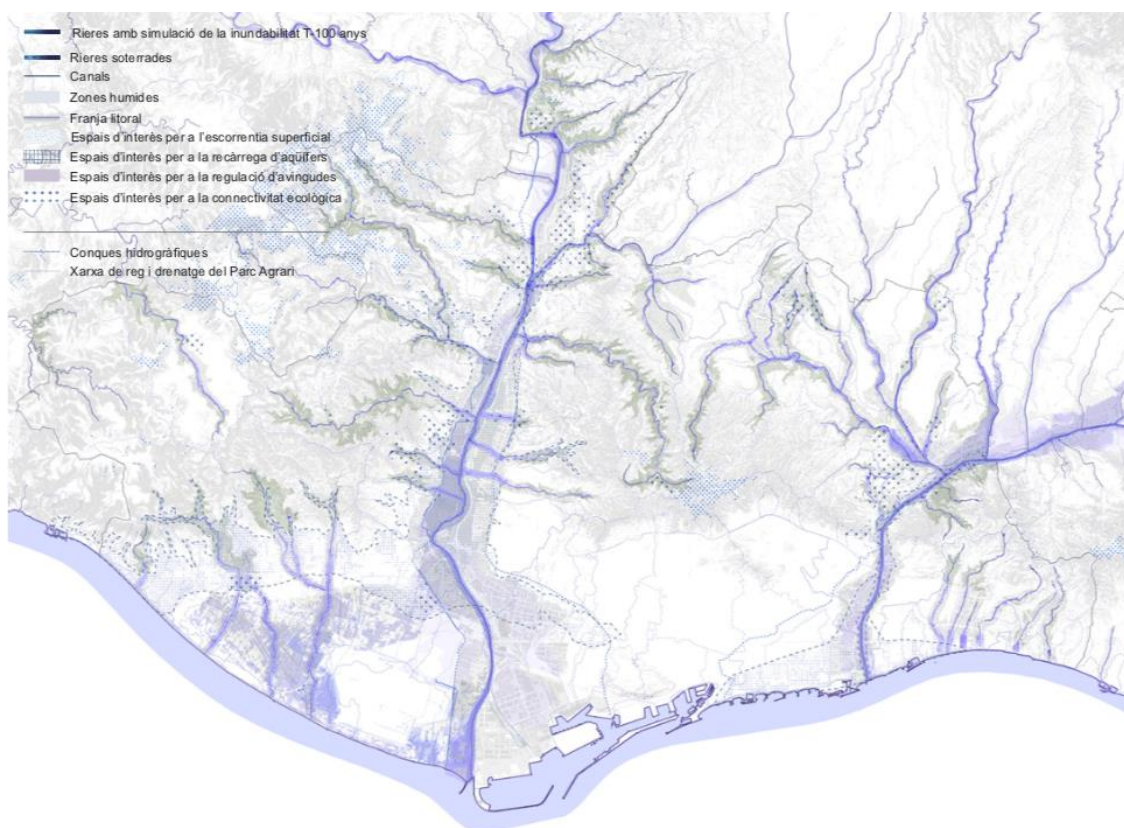 Rieres amb simulació de la inundabilitat T-100 anys
Rieres soterrades
Canals
Zones humides
Franja litoral
Espais d'interès per a l'escorrentia superficial
Espais d'interès per a la recàrrega d'aqüífers
Espais d'interès per a la regulació d'avingudes
Espais d'interès per a la connectivitat ecològica
Conques hidrogràfiques
Xarxa de reg i drenatge del Parc Agrari